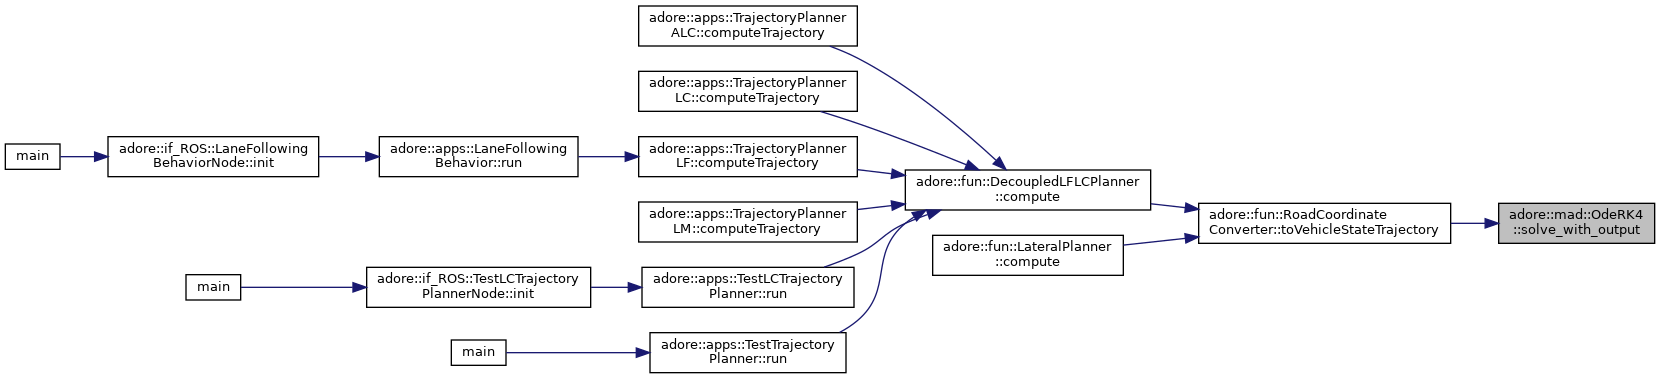 adore::apps::TrajectoryPlanner
ALC::computeTrajectory
adore::apps::TrajectoryPlanner
LC::computeTrajectory
main
adore::if_ROS::LaneFollowing
BehaviorNode::init
adore::apps::LaneFollowing
Behavior::run
adore::apps::TrajectoryPlanner
LF::computeTrajectory
adore::apps::TrajectoryPlanner
LM::computeTrajectory
adore::fun::DecoupledLFLCPlanner
::compute
adore::fun::LateralPlanner
::compute
adore::fun::RoadCoordinate
Converter::toVehicleStateTrajectory
adore::mad::OdeRK4
::solve_with_output
main
adore::if_ROS::TestLCTrajectory
PlannerNode::init
adore::apps::TestLCTrajectory
Planner::run
main
adore::apps::TestTrajectory
Planner::run